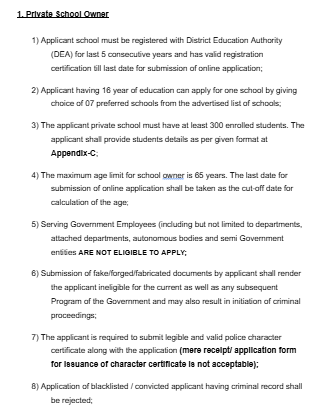 1. Private School Owner
1) Applicant school must be registered with District Education Authority
(DEA) for last 5 consecutive years and has valid registration
certification till last date for submission of online application;
2) Applicant having 16 year of education can apply for one school by giving
choice of 07 preferred schools from the advertised list of schools;
3) The applicant private school must have at least 300 enrolled students. The
applicant shall provide students details as per given format at
Appendix-C;
4) The maximum age limit for school owner is 65 years. The last date for
submission of online application shall be taken as the cut-off date for
calculation of the age;
5) Serving Government Employees (including but not limited to departments,
attached departments, autonomous bodies and semi Government
entities ARE NOT ELIGIBLE TO APPLY;
6) Submission of fake/forged/fabricated documents by applicant shall render
the applicant ineligible for the current as well as any subsequent
Program of the Government and may also result in initiation of criminal
proceedings;
7) The applicant is required to submit legible and valid police character
certificate along with the application (mere receipt/ application form
for issuance of character certificate is not acceptable);
8) Application of blacklisted / convicted applicant having criminal record shall
be rejected;